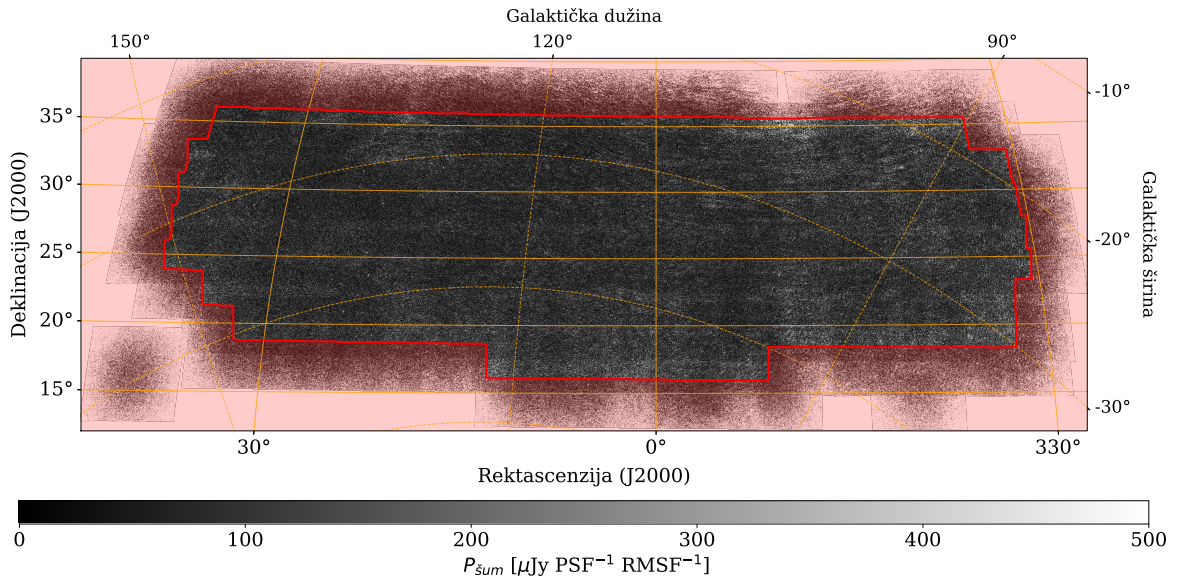 Galaktička dužina
150° 120° 90°
35°
30°
25°
20°
15°
Deklinacija (J2000)
-10°
-20°
-30°
Galaktička širina
30° 0° 330°
Rektascenzija (J2000)
0 100 200 300 400 500
P_šum [μJy PSF⁻¹ RMSF⁻¹]